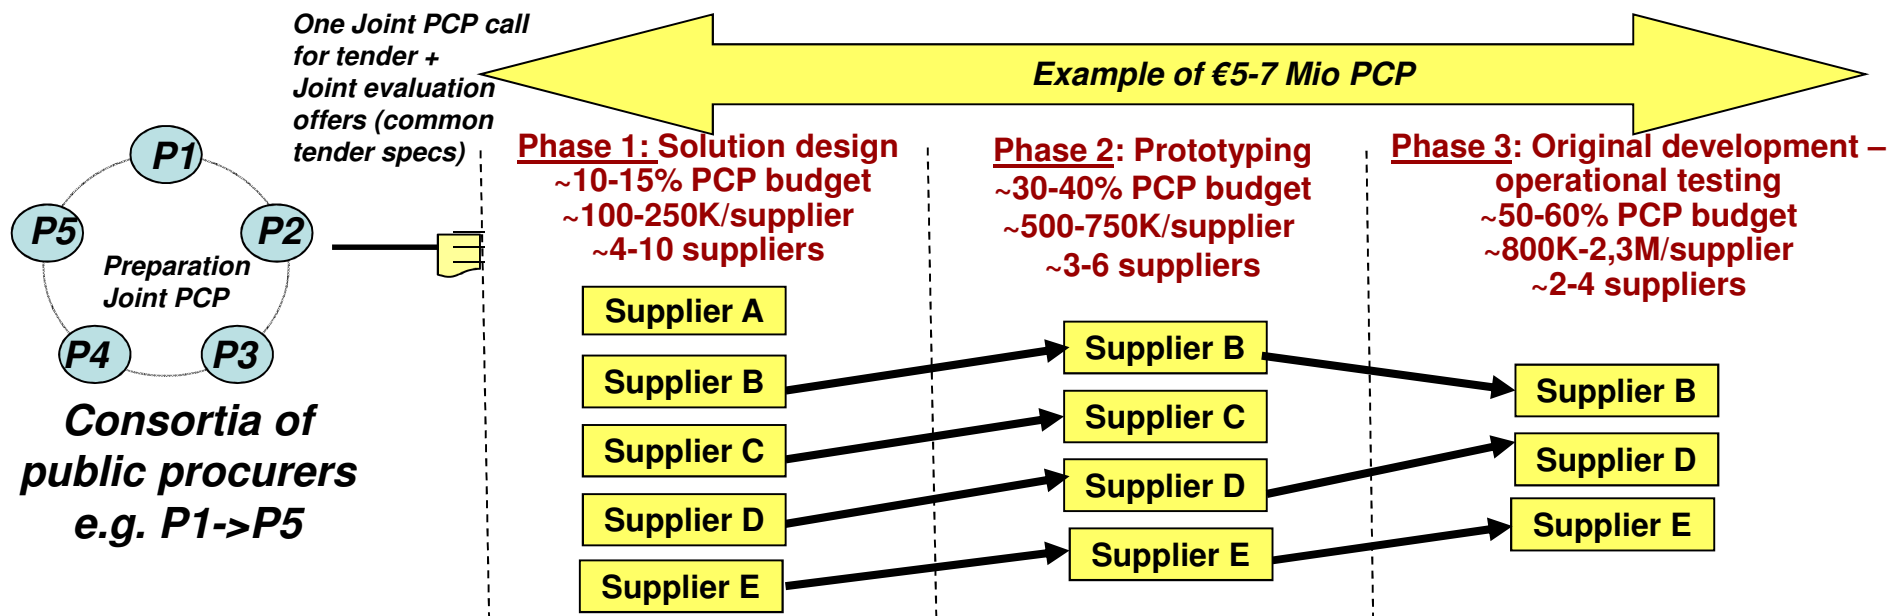 One Joint PCP call
for tender +
Joint evaluation
offers (common
tender specs)
Example of €5-7 Mio PCP
P1
P2
P3
P4
P5
Preparation
Joint PCP
Consortia of
public procurers
e.g. P1->P5
Phase 1: Solution design
~10-15% PCP budget
~100-250K/supplier
~4-10 suppliers
Supplier A
Supplier B
Supplier C
Supplier D
Supplier E
Phase 2: Prototyping
~30-40% PCP budget
~500-750K/supplier
~3-6 suppliers
Supplier B
Supplier C
Supplier D
Supplier E
Phase 3: Original development –
operational testing
~50-60% PCP budget
~800K-2,3M/supplier
~2-4 suppliers
Supplier B
Supplier D
Supplier E